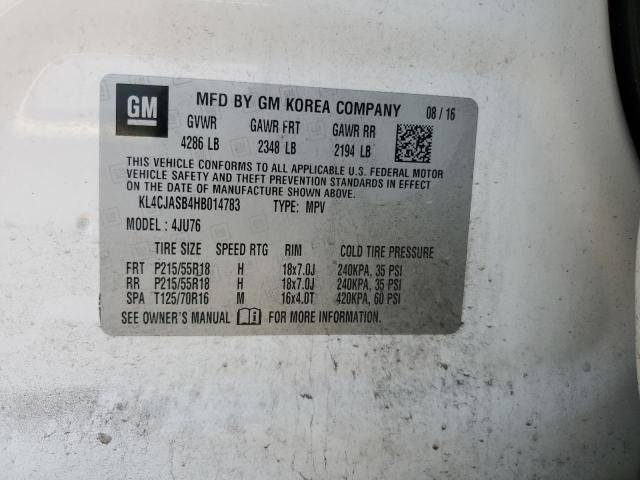 GM MFD BY GM KOREA COMPANY 08 / 16
GVWR GAWR FRT GAWR RR
4286 LB 2348 LB 2194 LB
THIS VEHICLE CONFORMS TO ALL APPLICABLE U.S. FEDERAL MOTOR
VEHICLE SAFETY AND THEFT PREVENTION STANDARDS IN EFFECT
ON THE DATE OF MANUFACTURE SHOWN ABOVE.
KL4CJASB4HB014783 TYPE: MPV
MODEL : 4JU76
TIRE SIZE SPEED RTG RIM COLD TIRE PRESSURE
FRT P215/55R18 H 18x7.0J 240KPA, 35 PSI
RR P215/55R18 H 18x7.0J 240KPA, 35 PSI
SPA T125/70R16 M 16x4.0T 420KPA, 60 PSI
SEE OWNER'S MANUAL FOR MORE INFORMATION.